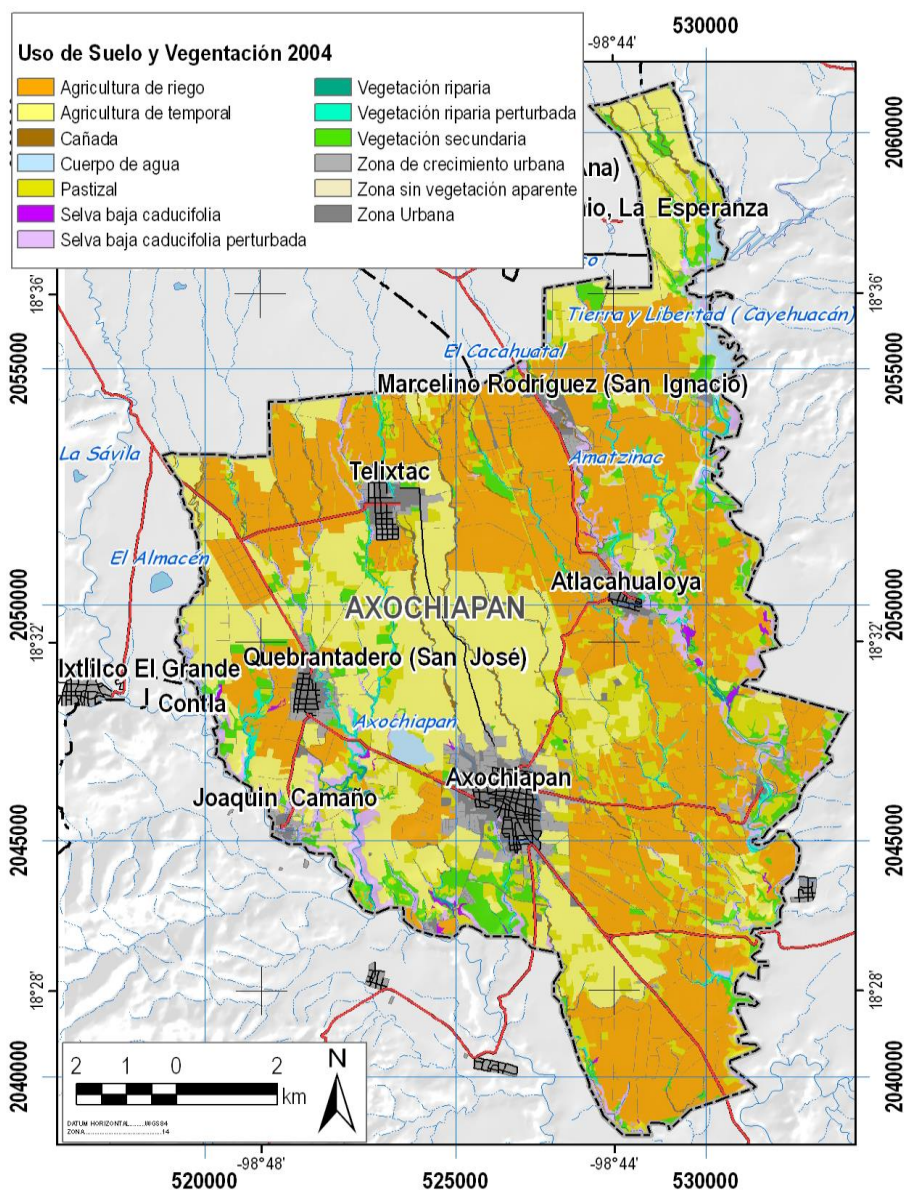 530000
-98°44'
Uso de Suelo y Vegentación 2004
Agricultura de riego
Agricultura de temporal
Cañada
Cuerpo de agua
Pastizal
Selva baja caducifolia
Selva baja caducifolia perturbada
Vegetación riparia
Vegetación riparia perturbada
Vegetación secundaria
Zona de crecimiento urbana
Zona sin vegetación aparente
Zona Urbana
2060000
La Esperanza
18°36'
18°36'
Tierra y Libertad ( Cayehuacán)
El Cacahuatal
2055000
2055000
Marcelino Rodríguez (San Ignacio)
La Sávila
Amatzinac
Telixtac
El Almacén
Atlacahualoya
2050000
2050000
AXOCHIAPAN
18°32'
18°32'
Quebrantadero (San José)
Ixtlilco El Grande
J Contla
Axochiapan
Axochiapan
Joaquin Camaño
2045000
2045000
18°28'
18°28'
2 1 0 2
km
N
DATUM HORIZONTAL.........WGS84
ZONA..............................14
2040000
2040000
-98°48'
-98°44'
520000
525000
530000